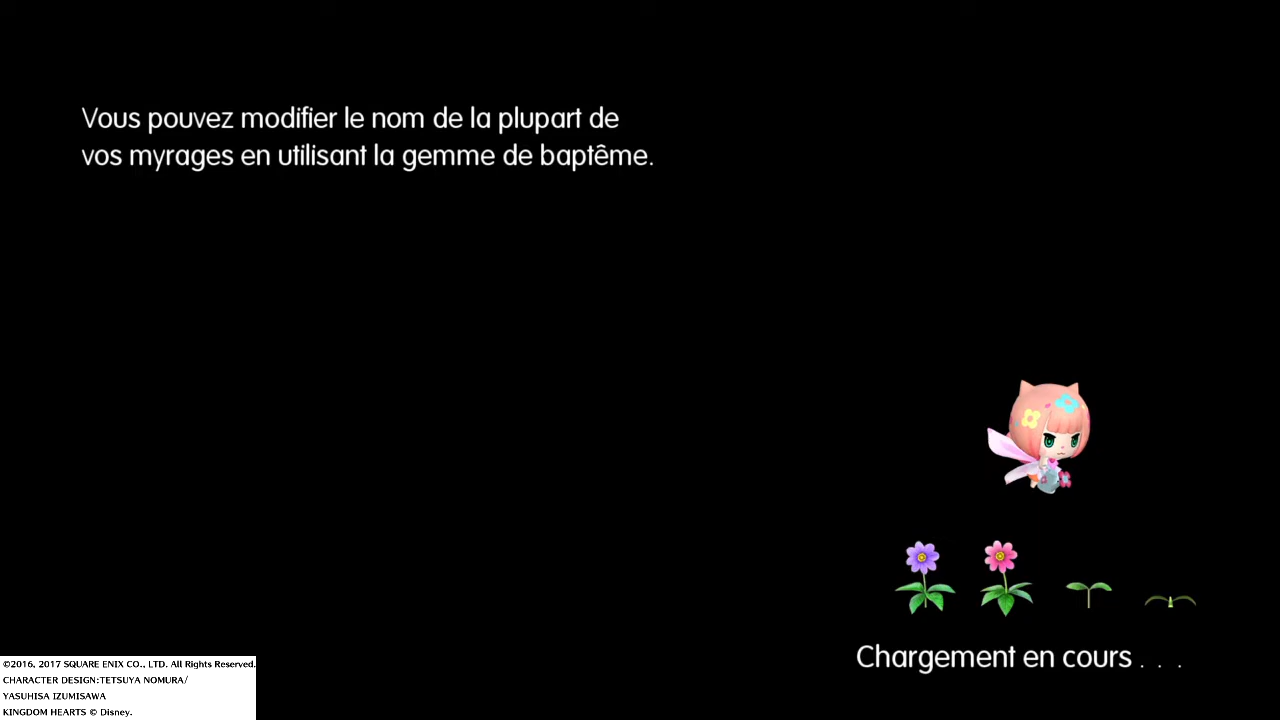 Vous pouvez modifier le nom de la plupart de
vos myrages en utilisant la gemme de baptême.
Chargement en cours . . .
©2016, 2017 SQUARE ENIX CO., LTD. All Rights Reserved.
CHARACTER DESIGN:TETSUYA NOMURA/
YASUHISA IZUMISAWA
KINGDOM HEARTS © Disney.